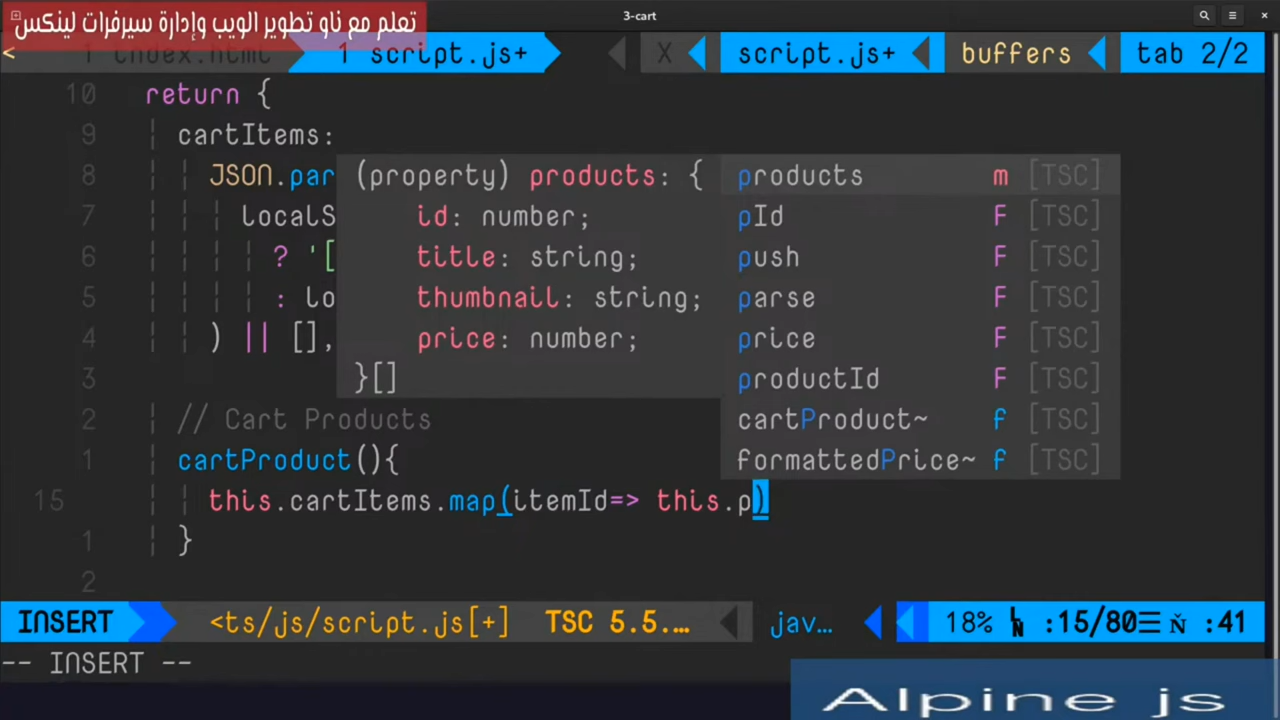 3-cart
تعلم مع ناو تطوير الويب وإدارة سيرفرات لينكس
<
1 index.html 1 script.js+ X script.js+ buffers tab 2/2
10 return {
9 cartItems:
8 JSON.par
7 localS
6 ? '[
5 : lo
4 ) || [],
3
2 // Cart Products
1 cartProduct(){
15 this.cartItems.map(itemId=> this.p)
1 }
2
(property) products: {
id: number;
title: string;
thumbnail: string;
price: number;
}[]
products m [TSC]
pId F [TSC]
push F [TSC]
parse F [TSC]
price F [TSC]
productId F [TSC]
cartProduct~ f [TSC]
formattedPrice~ f [TSC]
INSERT <ts/js/script.js[+] TSC 5.5.… jav… 18% :15/80☰ :41
-- INSERT --
Alpine js